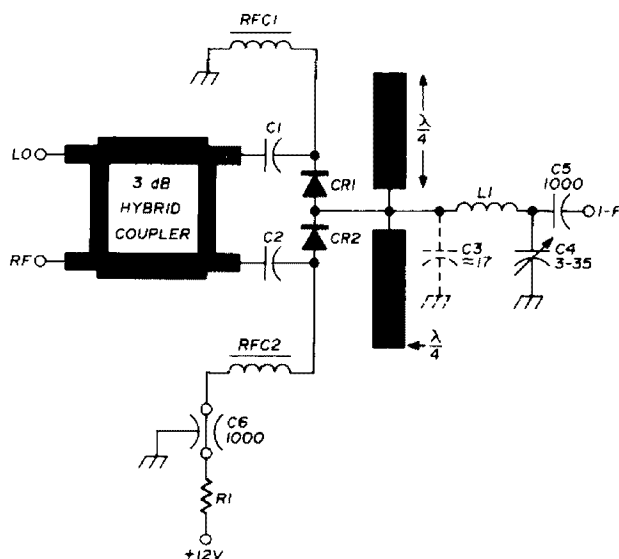 RFC1
C1
LO
3 dB
HYBRID
COUPLER
RF
C2
CR1
CR2
λ/4
L1
C5
1000
I-F
C3
≈17
C4
3-35
λ/4
RFC2
C6
1000
R1
+12V